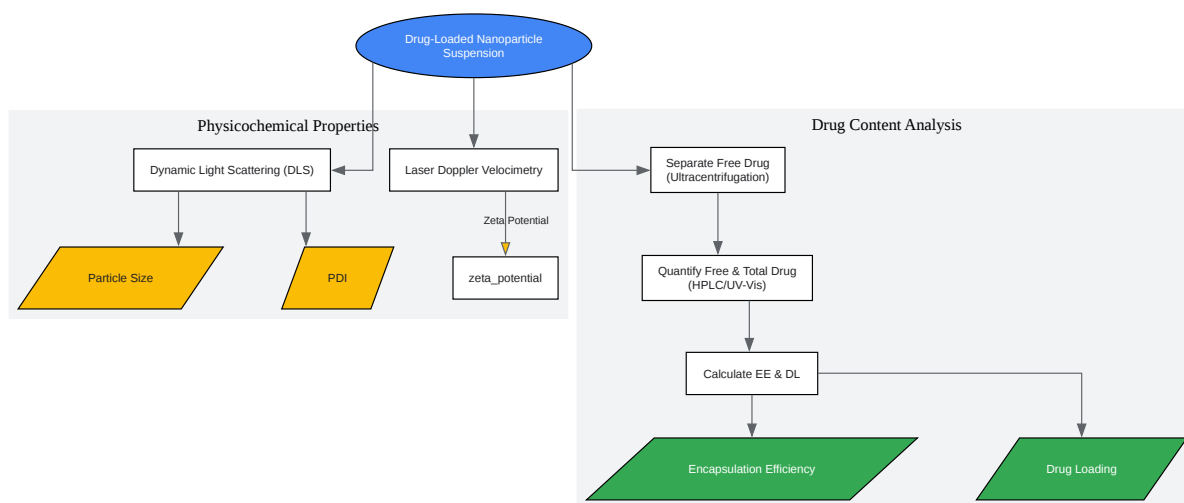 Drug-Loaded Nanoparticle
Suspension
Physicochemical Properties
Drug Content Analysis
Dynamic Light Scattering (DLS)
Laser Doppler Velocimetry
Separate Free Drug
(Ultracentrifugation)
Zeta Potential
Particle Size
PDI
zeta_potential
Quantify Free & Total Drug
(HPLC/UV-Vis)
Calculate EE & DL
Encapsulation Efficiency
Drug Loading